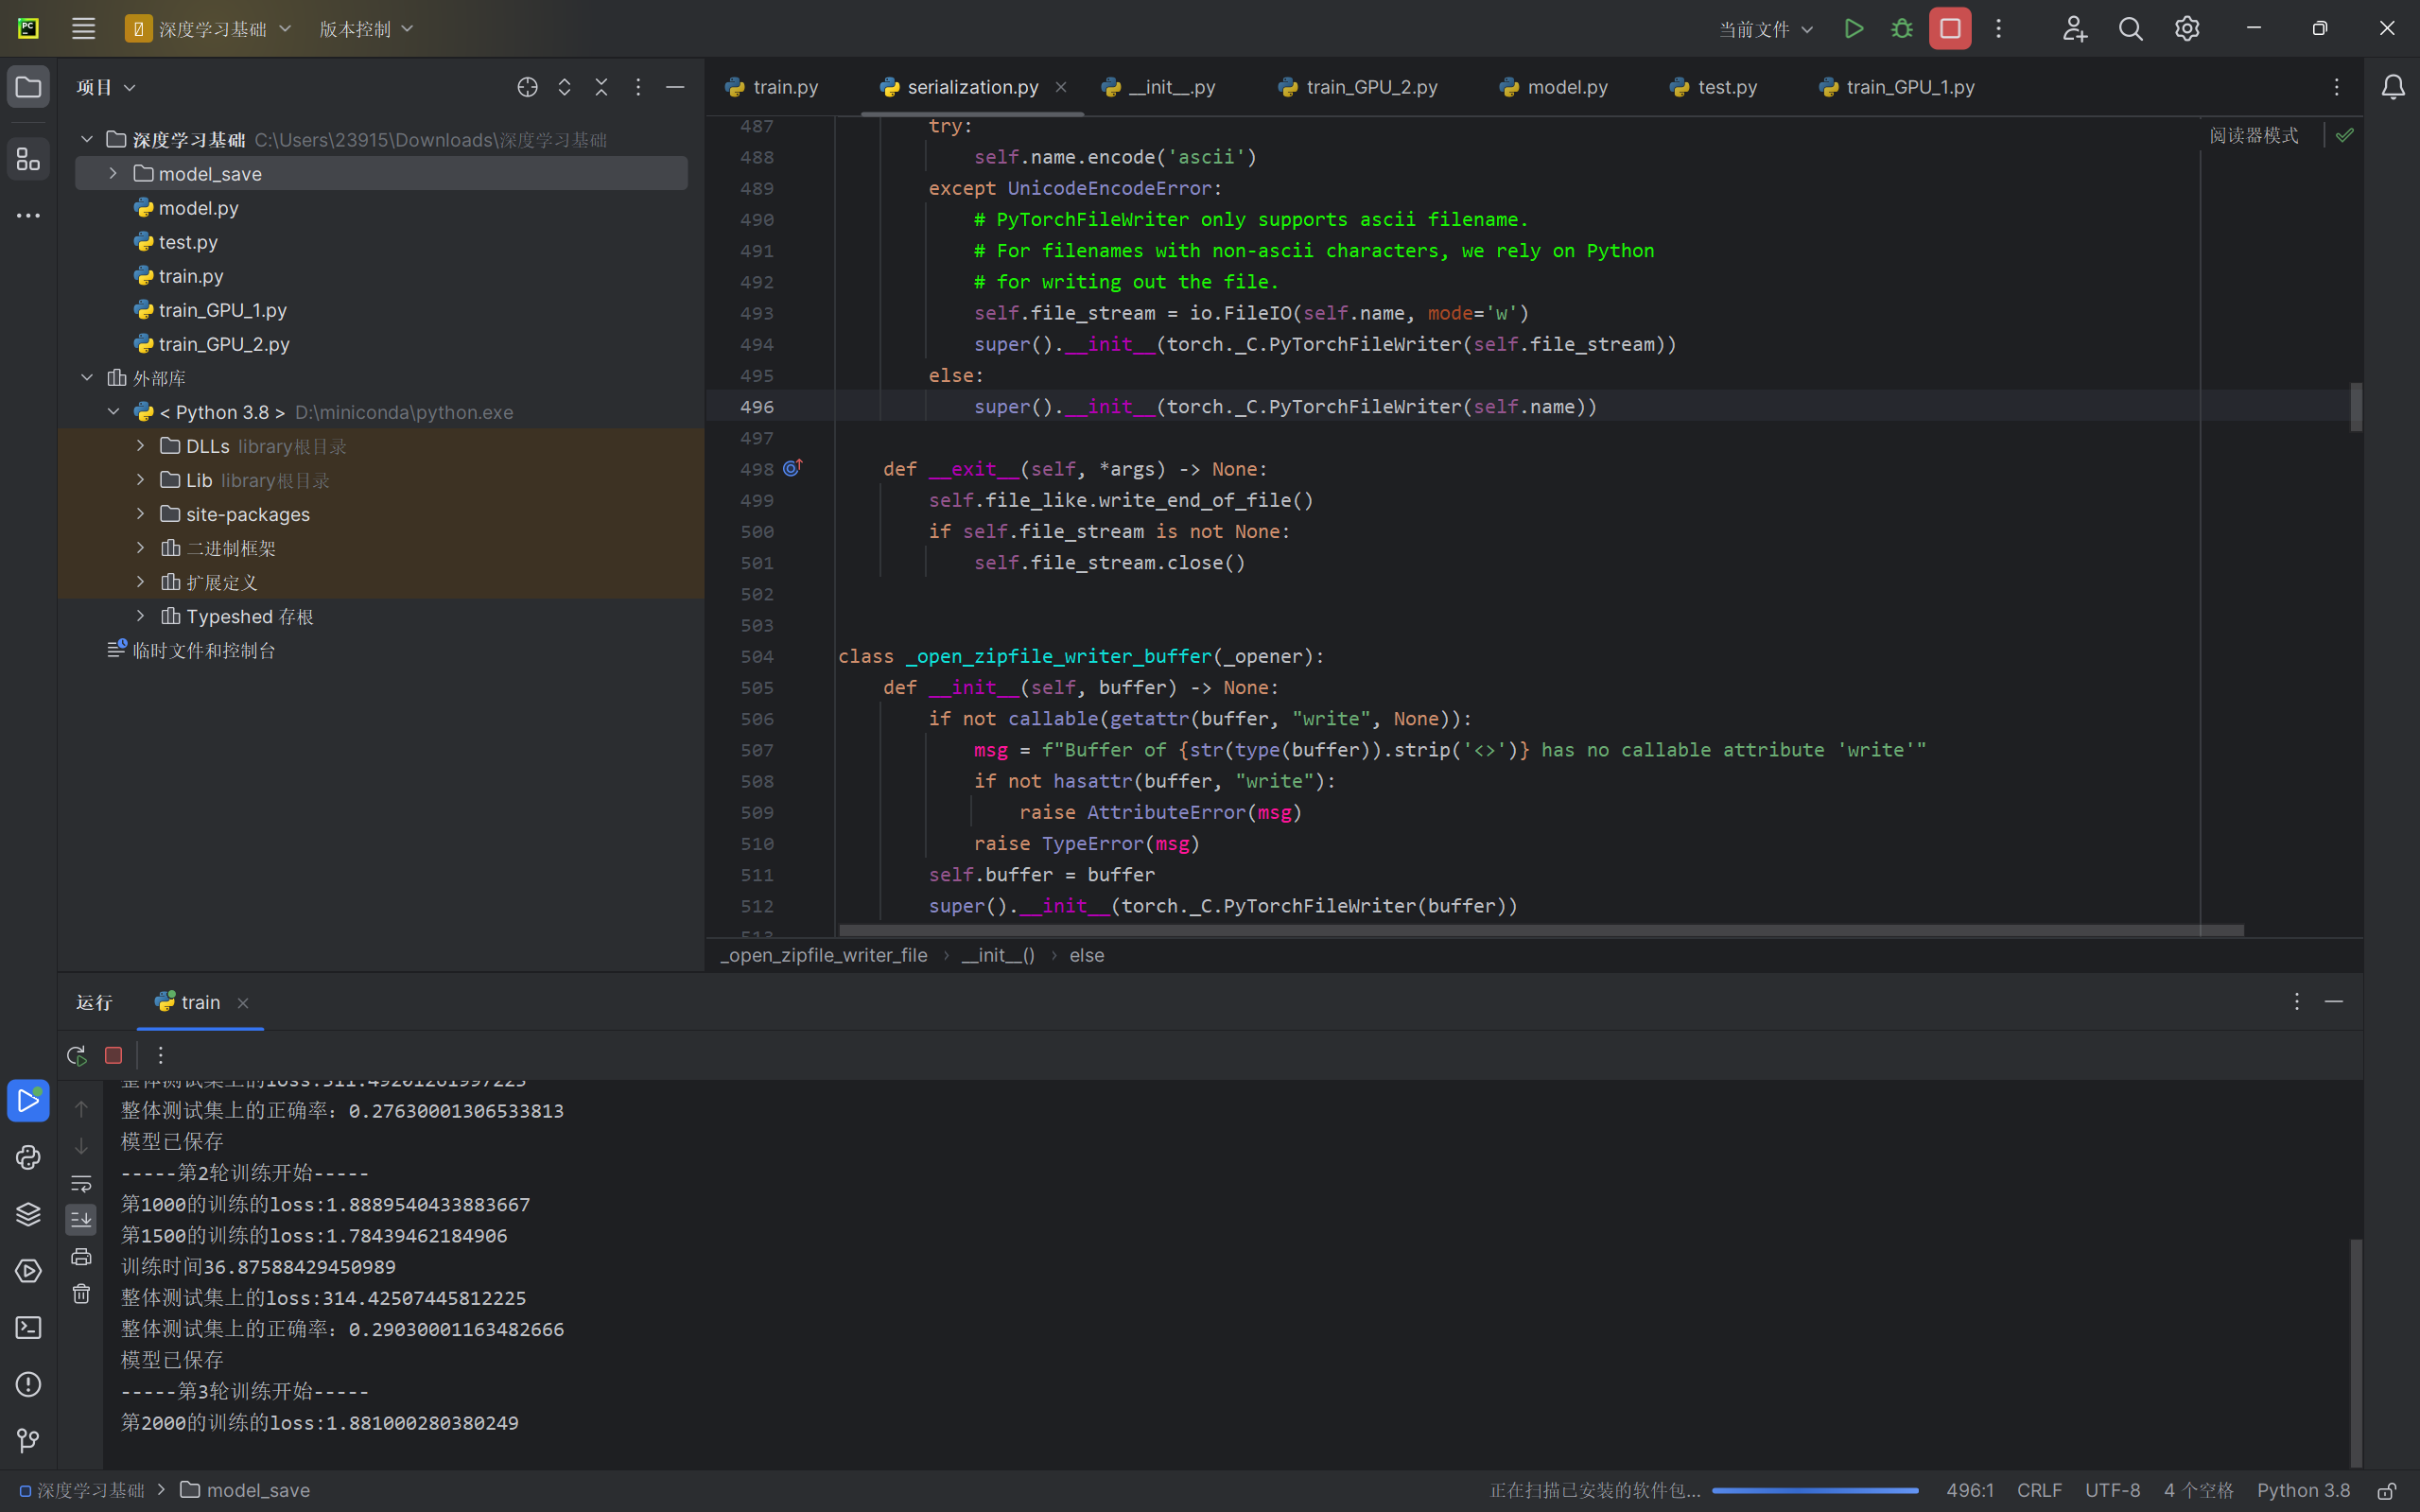 PC
深度学习基础
版本控制
当前文件
项目
train.py
serialization.py
__init__.py
train_GPU_2.py
model.py
test.py
train_GPU_1.py
深度学习基础 C:\Users\23915\Downloads\深度学习基础
model_save
model.py
test.py
train.py
train_GPU_1.py
train_GPU_2.py
外部库
< Python 3.8 > D:\miniconda\python.exe
DLLs library根目录
Lib library根目录
site-packages
二进制框架
扩展定义
Typeshed 存根
临时文件和控制台
阅读器模式
487 try:
488 self.name.encode('ascii')
489 except UnicodeEncodeError:
490 # PyTorchFileWriter only supports ascii filename.
491 # For filenames with non-ascii characters, we rely on Python
492 # for writing out the file.
493 self.file_stream = io.FileIO(self.name, mode='w')
494 super().__init__(torch._C.PyTorchFileWriter(self.file_stream))
495 else:
496 super().__init__(torch._C.PyTorchFileWriter(self.name))
497
498 def __exit__(self, *args) -> None:
499 self.file_like.write_end_of_file()
500 if self.file_stream is not None:
501 self.file_stream.close()
502
503
504 class _open_zipfile_writer_buffer(_opener):
505 def __init__(self, buffer) -> None:
506 if not callable(getattr(buffer, "write", None)):
507 msg = f"Buffer of {str(type(buffer)).strip('<>')} has no callable attribute 'write'"
508 if not hasattr(buffer, "write"):
509 raise AttributeError(msg)
510 raise TypeError(msg)
511 self.buffer = buffer
512 super().__init__(torch._C.PyTorchFileWriter(buffer))
513
_open_zipfile_writer_file › __init__() › else
运行
train
整体测试集上的loss:311.49201261997223
整体测试集上的正确率：0.27630001306533813
模型已保存
-----第2轮训练开始-----
第1000的训练的loss:1.8889540433883667
第1500的训练的loss:1.78439462184906
训练时间36.87588429450989
整体测试集上的loss:314.42507445812225
整体测试集上的正确率：0.29030001163482666
模型已保存
-----第3轮训练开始-----
第2000的训练的loss:1.881000280380249
深度学习基础 › model_save
正在扫描已安装的软件包...
496:1
CRLF
UTF-8
4 个空格
Python 3.8